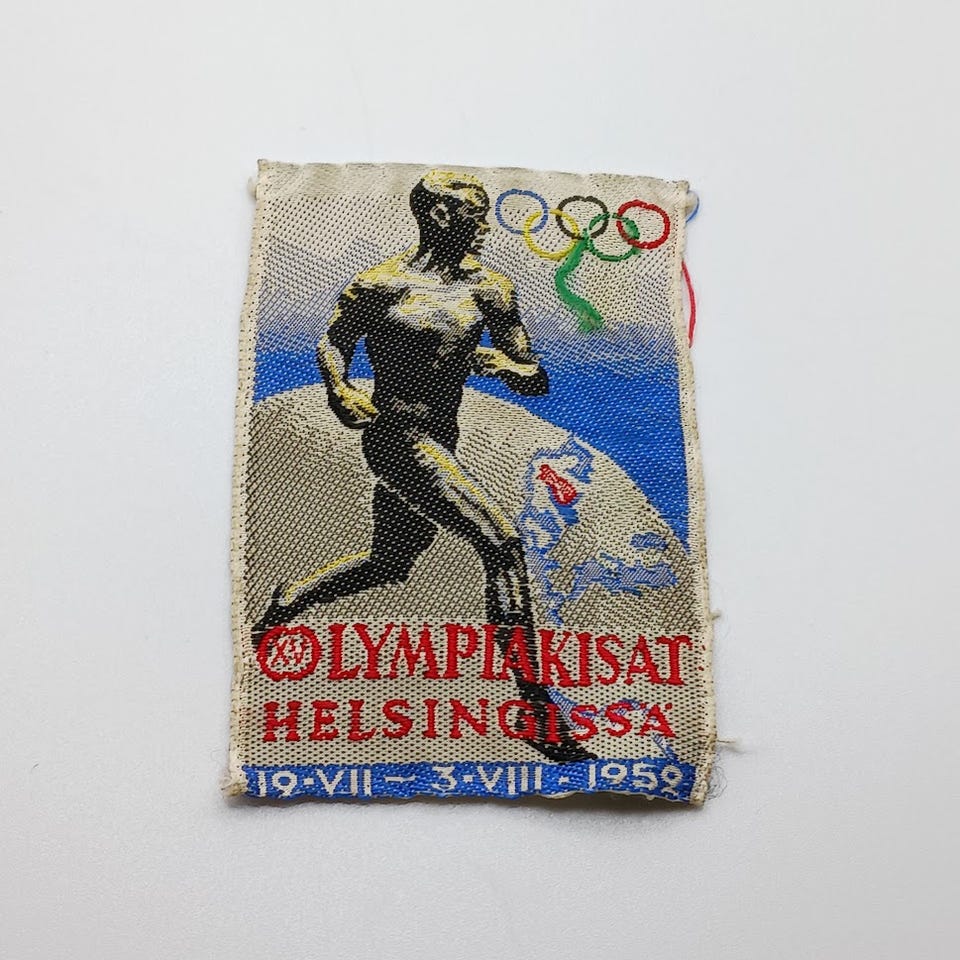 XV OLYMPIAKISAT
HELSINGISSÄ
19·VII – 3·VIII·1952